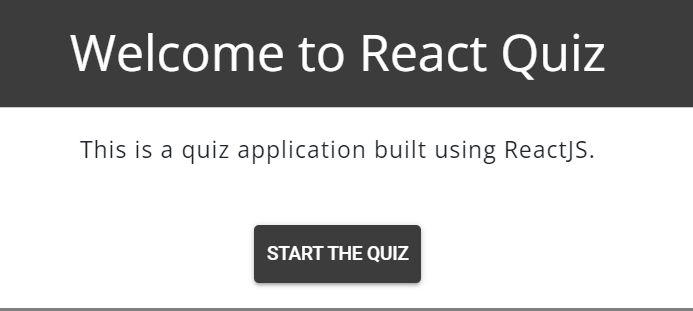 Welcome to React Quiz
This is a quiz application built using ReactJS.
START THE QUIZ